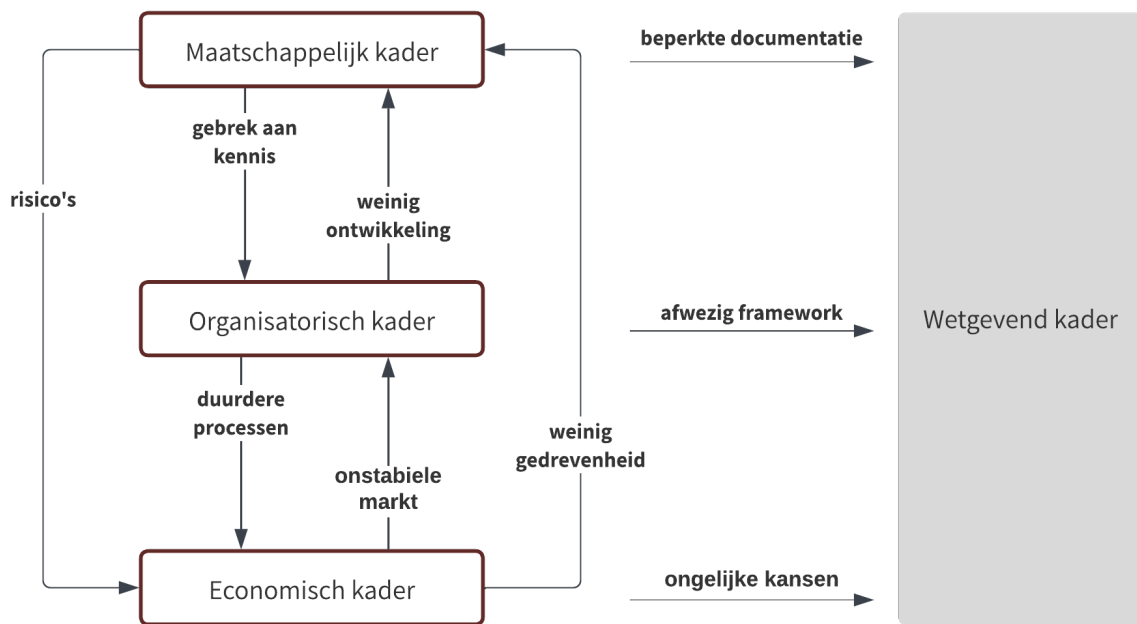 Maatschappelijk kader
beperkte documentatie
gebrek aan
kennis
risico's
weinig
ontwikkeling
Organisatorisch kader
afwezig framework
Wetgevend kader
duurdere
processen
weinig
gedrevenheid
onstabiele
markt
Economisch kader
ongelijke kansen